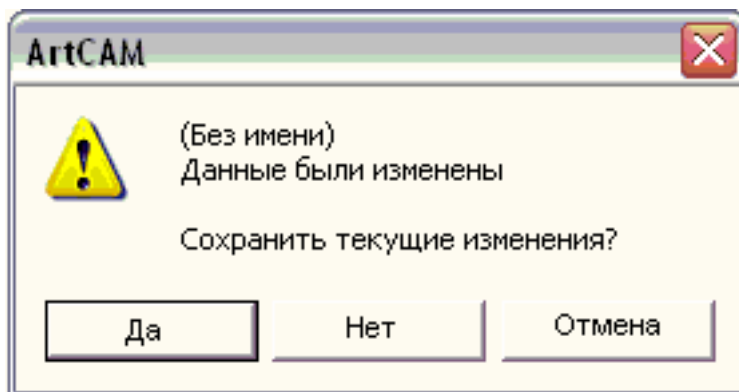 ArtCAM
(Без имени)
Данные были изменены
Сохранить текущие изменения?
Да Нет Отмена